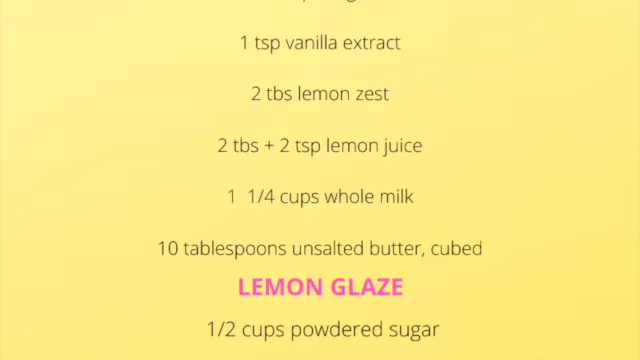 1 tsp vanilla extract
2 tbs lemon zest
2 tbs + 2 tsp lemon juice
1 1/4 cups whole milk
10 tablespoons unsalted butter, cubed
LEMON GLAZE
1/2 cups powdered sugar